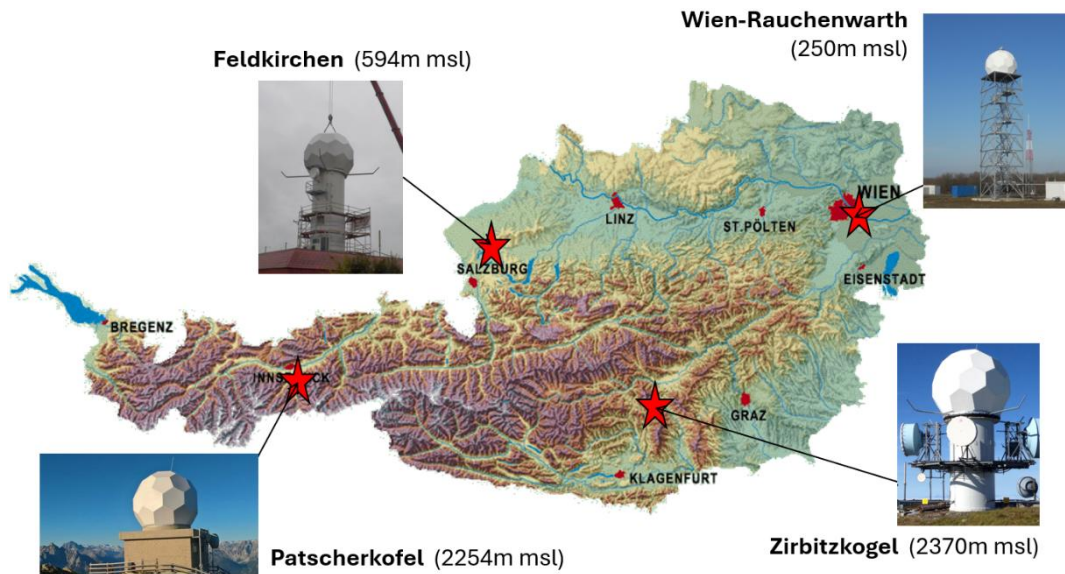 Wien-Rauchenwarth
(250m msl)
Feldkirchen (594m msl)
WIEN
LINZ
ST.PÖLTEN
SALZBURG
EISENSTADT
BREGENZ
GRAZ
KLAGENFURT
Patscherkofel (2254m msl)
Zirbitzkogel (2370m msl)